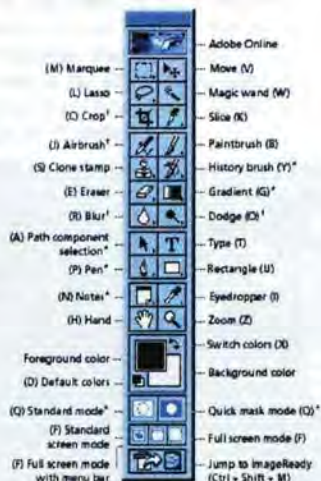 Adobe Online
(M) Marquee
Move (V)
(L) Lasso
Magic wand (W)
(C) Crop†
Slice (K)
(J) Airbrush*
Paintbrush (B)
(S) Clone stamp
History brush (Y)*
(E) Eraser
Gradient (G)*
(R) Blur†
Dodge (O)†
(A) Path component
selection*
T
Type (T)
(P) Pen*
Rectangle (U)
(N) Notes*
Eyedropper (I)
(H) Hand
Zoom (Z)
Switch colors (X)
Foreground color
Background color
(D) Default colors
(Q) Standard mode*
Quick mask mode (Q)*
(F) Standard
screen mode
Full screen mode (F)
(F) Full screen mode
with menu bar
Jump to ImageReady
(Ctrl + Shift + M)